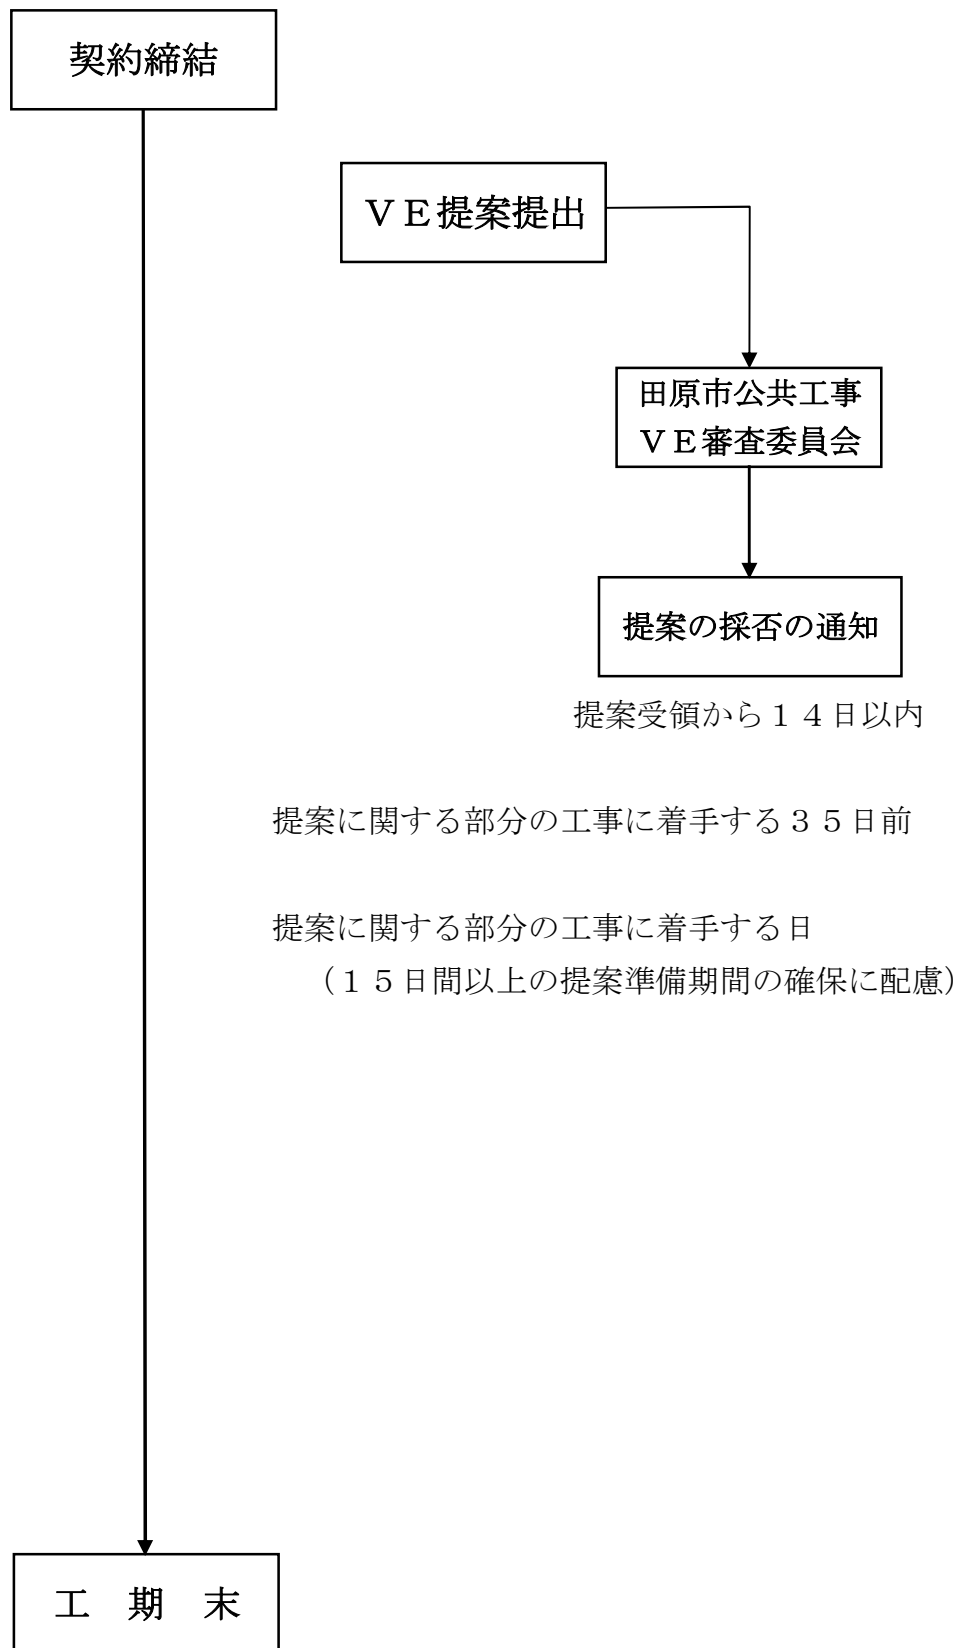 契約締結
ＶＥ提案提出
田原市公共工事
ＶＥ審査委員会
提案の採否の通知
提案受領から１４日以内
提案に関する部分の工事に着手する３５日前
提案に関する部分の工事に着手する日
（１５日間以上の提案準備期間の確保に配慮）
工　期　末